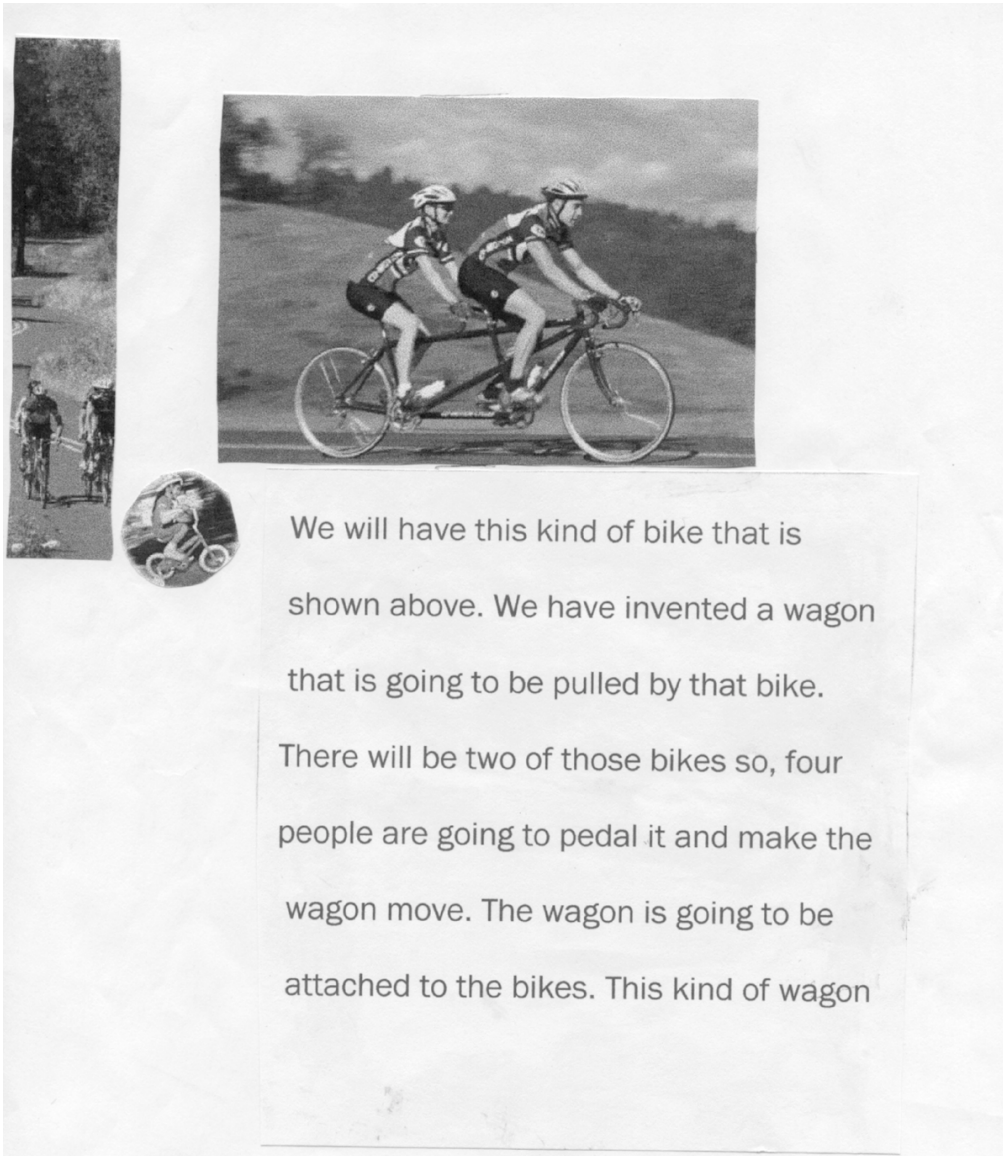 We will have this kind of bike that is
shown above. We have invented a wagon
that is going to be pulled by that bike.
There will be two of those bikes so, four
people are going to pedal it and make the
wagon move. The wagon is going to be
attached to the bikes. This kind of wagon